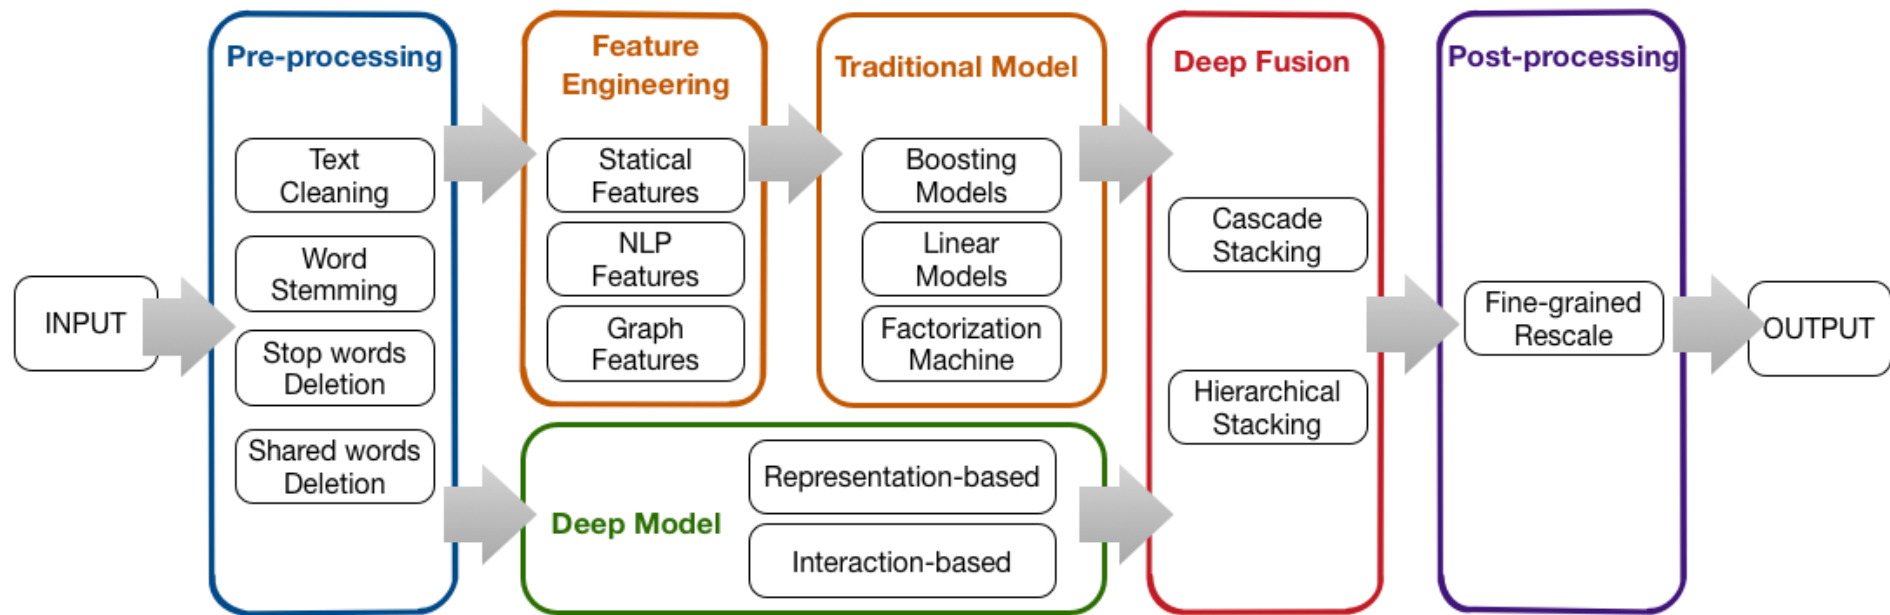 INPUT
Pre-processing
Text
Cleaning
Word
Stemming
Stop words
Deletion
Shared words
Deletion
Feature
Engineering
Statical
Features
NLP
Features
Graph
Features
Traditional Model
Boosting
Models
Linear
Models
Factorization
Machine
Deep Model
Representation-based
Interaction-based
Deep Fusion
Cascade
Stacking
Hierarchical
Stacking
Post-processing
Fine-grained
Rescale
OUTPUT